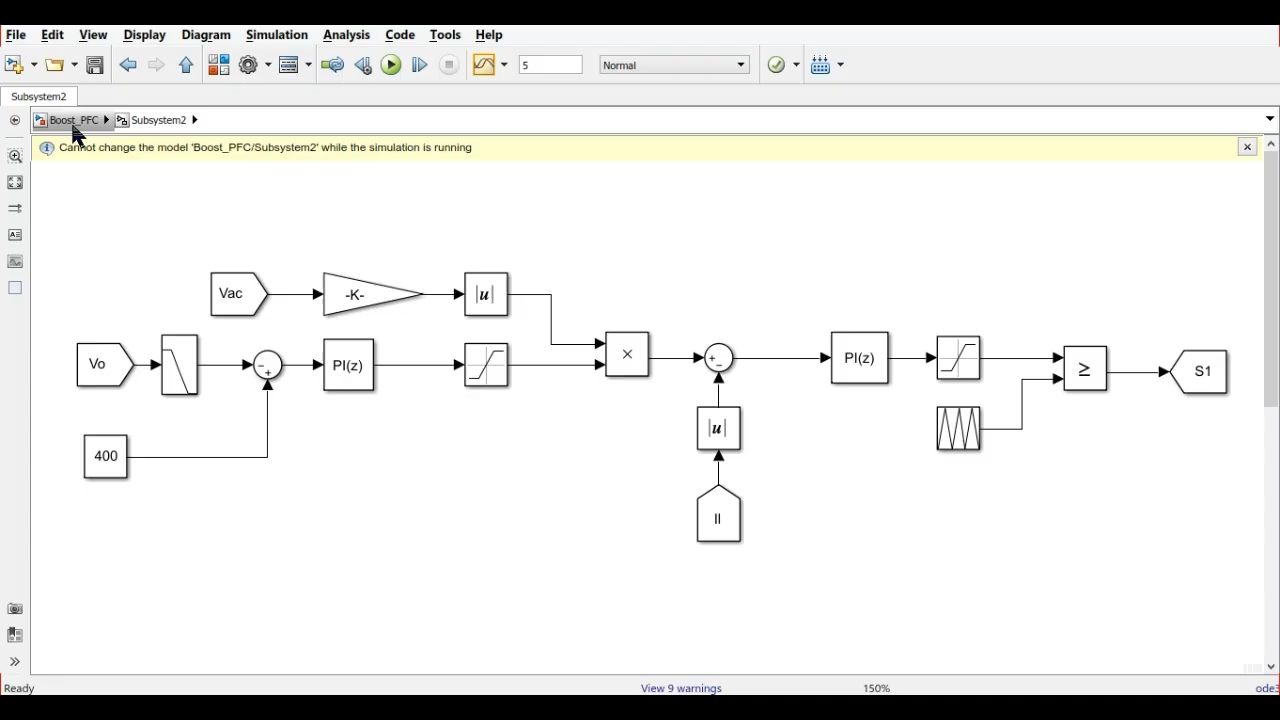 File Edit View Display Diagram Simulation Analysis Code Tools Help
5 Normal
Subsystem2
Boost_PFC Subsystem2
Cannot change the model 'Boost_PFC/Subsystem2' while the simulation is running
Vac -K- |u|
Vo PI(z) × PI(z) ≥ S1
400 |u|
Il
Ready View 9 warnings 150% ode3